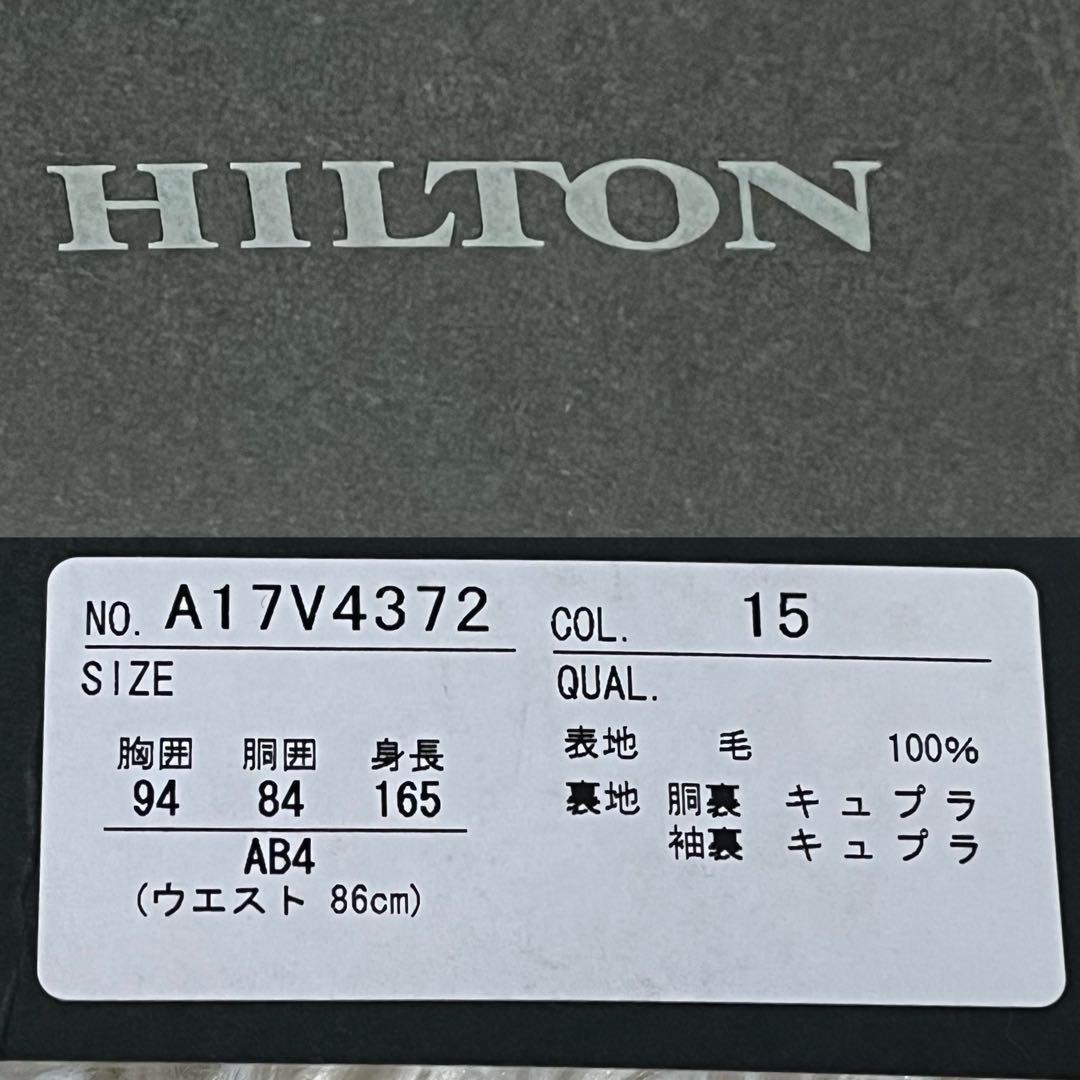 HILTON
NO. A17V4372
COL. 15
SIZE
胸囲 胴囲 身長
94 84 165
AB4
(ウエスト 86cm)
QUAL.
表地 毛 100%
裏地 胴裏 キュプラ
袖裏 キュプラ